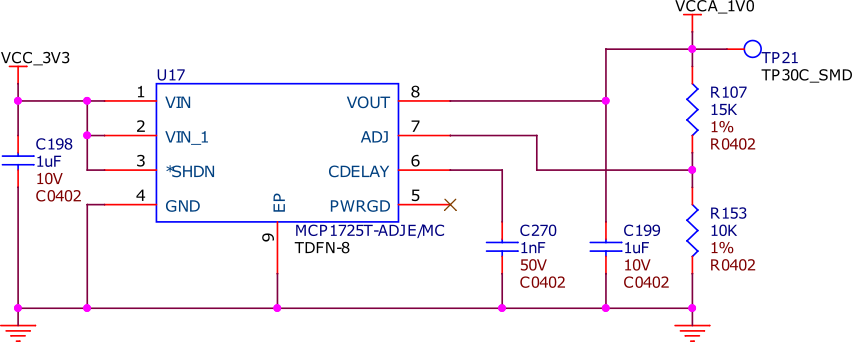 VCCA_1V0
VCC_3V3
TP21
TP30C_SMD
U17
1
VIN
VOUT
8
2
VIN_1
ADJ
7
3
*SHDN
CDELAY
6
4
GND
PWRGD
5
EP
9
MCP1725T-ADJE/MC
TDFN-8
C198
1uF
10V
C0402
R107
15K
1%
R0402
C270
1nF
50V
C0402
C199
1uF
10V
C0402
R153
10K
1%
R0402